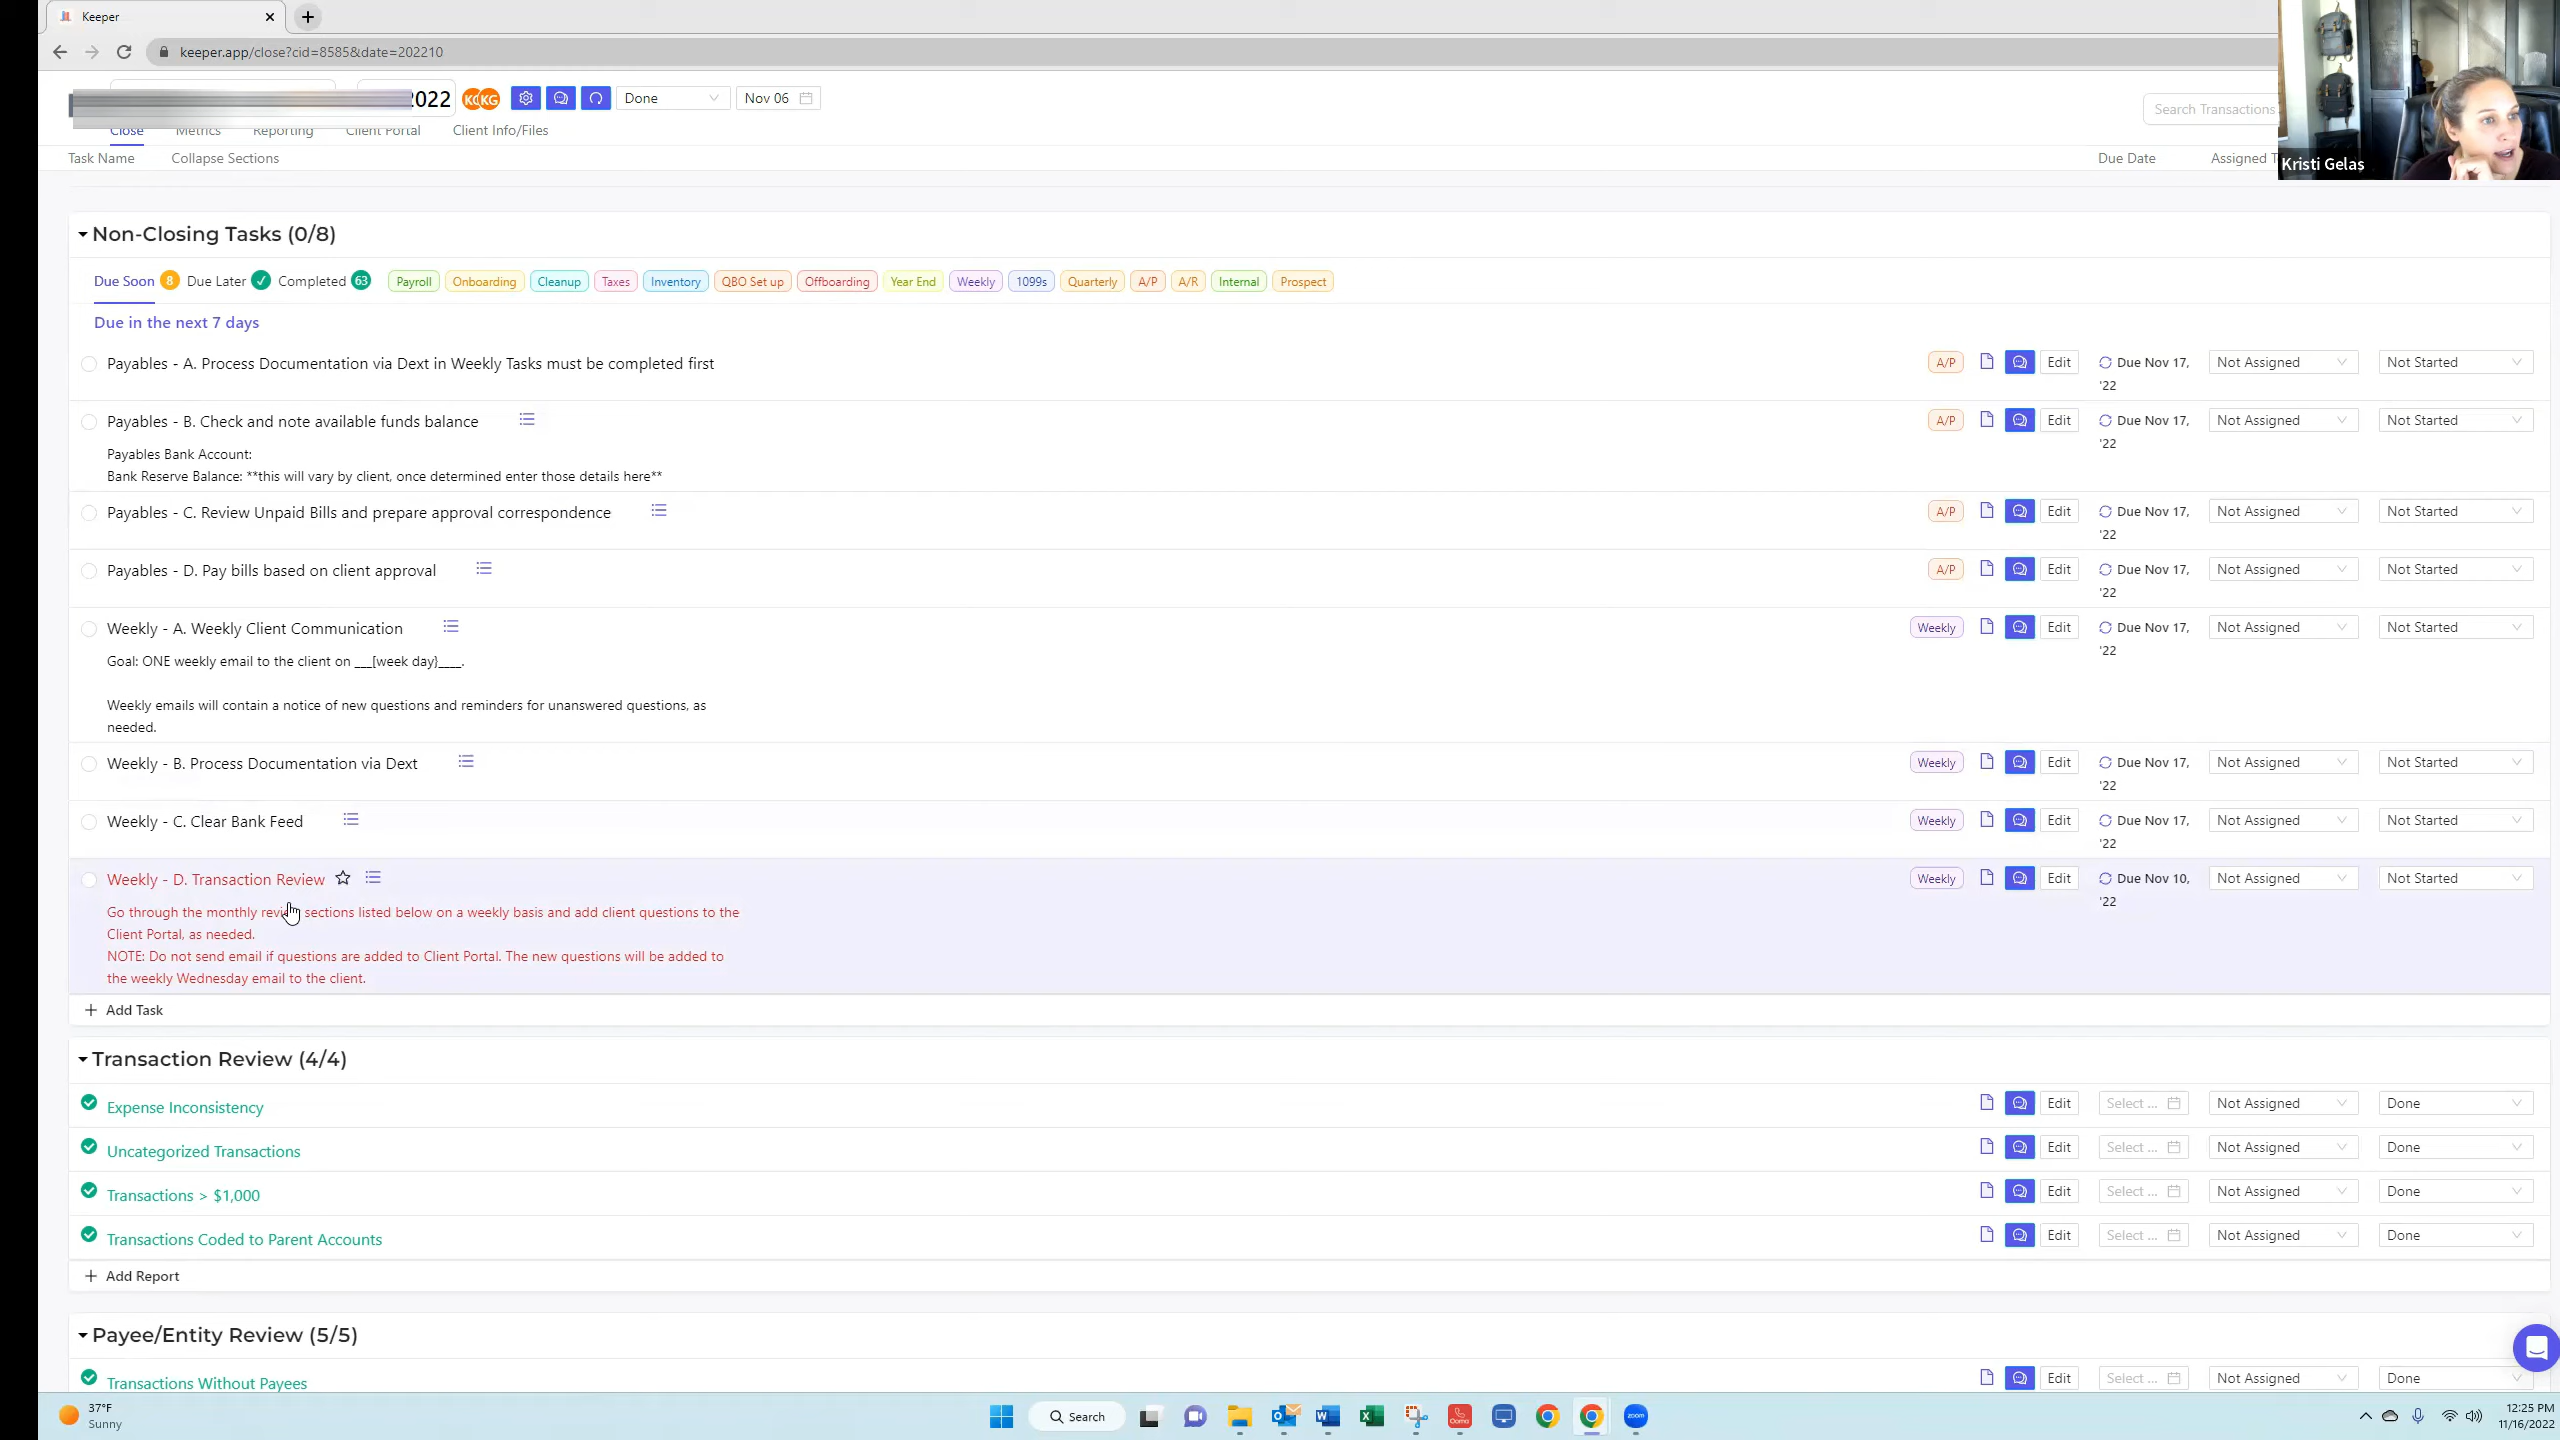 Keeper
keeper.app/close?cid=8585&date=202210
2022 Done Nov 06
Search Transactions
Kristi Gelas
Close Metrics Reporting Client Portal Client Info/Files
Task Name Collapse Sections Due Date Assigned T
Non-Closing Tasks (0/8)
Due Soon 8 Due Later Completed 63 Payroll Onboarding Cleanup Taxes Inventory QBO Set up Offboarding Year End Weekly 1099s Quarterly A/P A/R Internal Prospect
Due in the next 7 days
Payables - A. Process Documentation via Dext in Weekly Tasks must be completed first A/P Edit Due Nov 17, Not Assigned Not Started
'22
Payables - B. Check and note available funds balance A/P Edit Due Nov 17, Not Assigned Not Started
'22
Payables Bank Account:
Bank Reserve Balance: **this will vary by client, once determined enter those details here**
Payables - C. Review Unpaid Bills and prepare approval correspondence A/P Edit Due Nov 17, Not Assigned Not Started
'22
Payables - D. Pay bills based on client approval A/P Edit Due Nov 17, Not Assigned Not Started
'22
Weekly - A. Weekly Client Communication Weekly Edit Due Nov 17, Not Assigned Not Started
'22
Goal: ONE weekly email to the client on ___[week day}____.
Weekly emails will contain a notice of new questions and reminders for unanswered questions, as
needed.
Weekly - B. Process Documentation via Dext Weekly Edit Due Nov 17, Not Assigned Not Started
'22
Weekly - C. Clear Bank Feed Weekly Edit Due Nov 17, Not Assigned Not Started
'22
Weekly - D. Transaction Review Weekly Edit Due Nov 10, Not Assigned Not Started
'22
Go through the monthly review sections listed below on a weekly basis and add client questions to the
Client Portal, as needed.
NOTE: Do not send email if questions are added to Client Portal. The new questions will be added to
the weekly Wednesday email to the client.
+ Add Task
Transaction Review (4/4)
Expense Inconsistency Edit Select ... Not Assigned Done
Uncategorized Transactions Edit Select ... Not Assigned Done
Transactions > $1,000 Edit Select ... Not Assigned Done
Transactions Coded to Parent Accounts Edit Select ... Not Assigned Done
+ Add Report
Payee/Entity Review (5/5)
Transactions Without Payees Edit Select ... Not Assigned Done
37°F
Sunny
Search
zoom
12:25 PM
11/16/2022